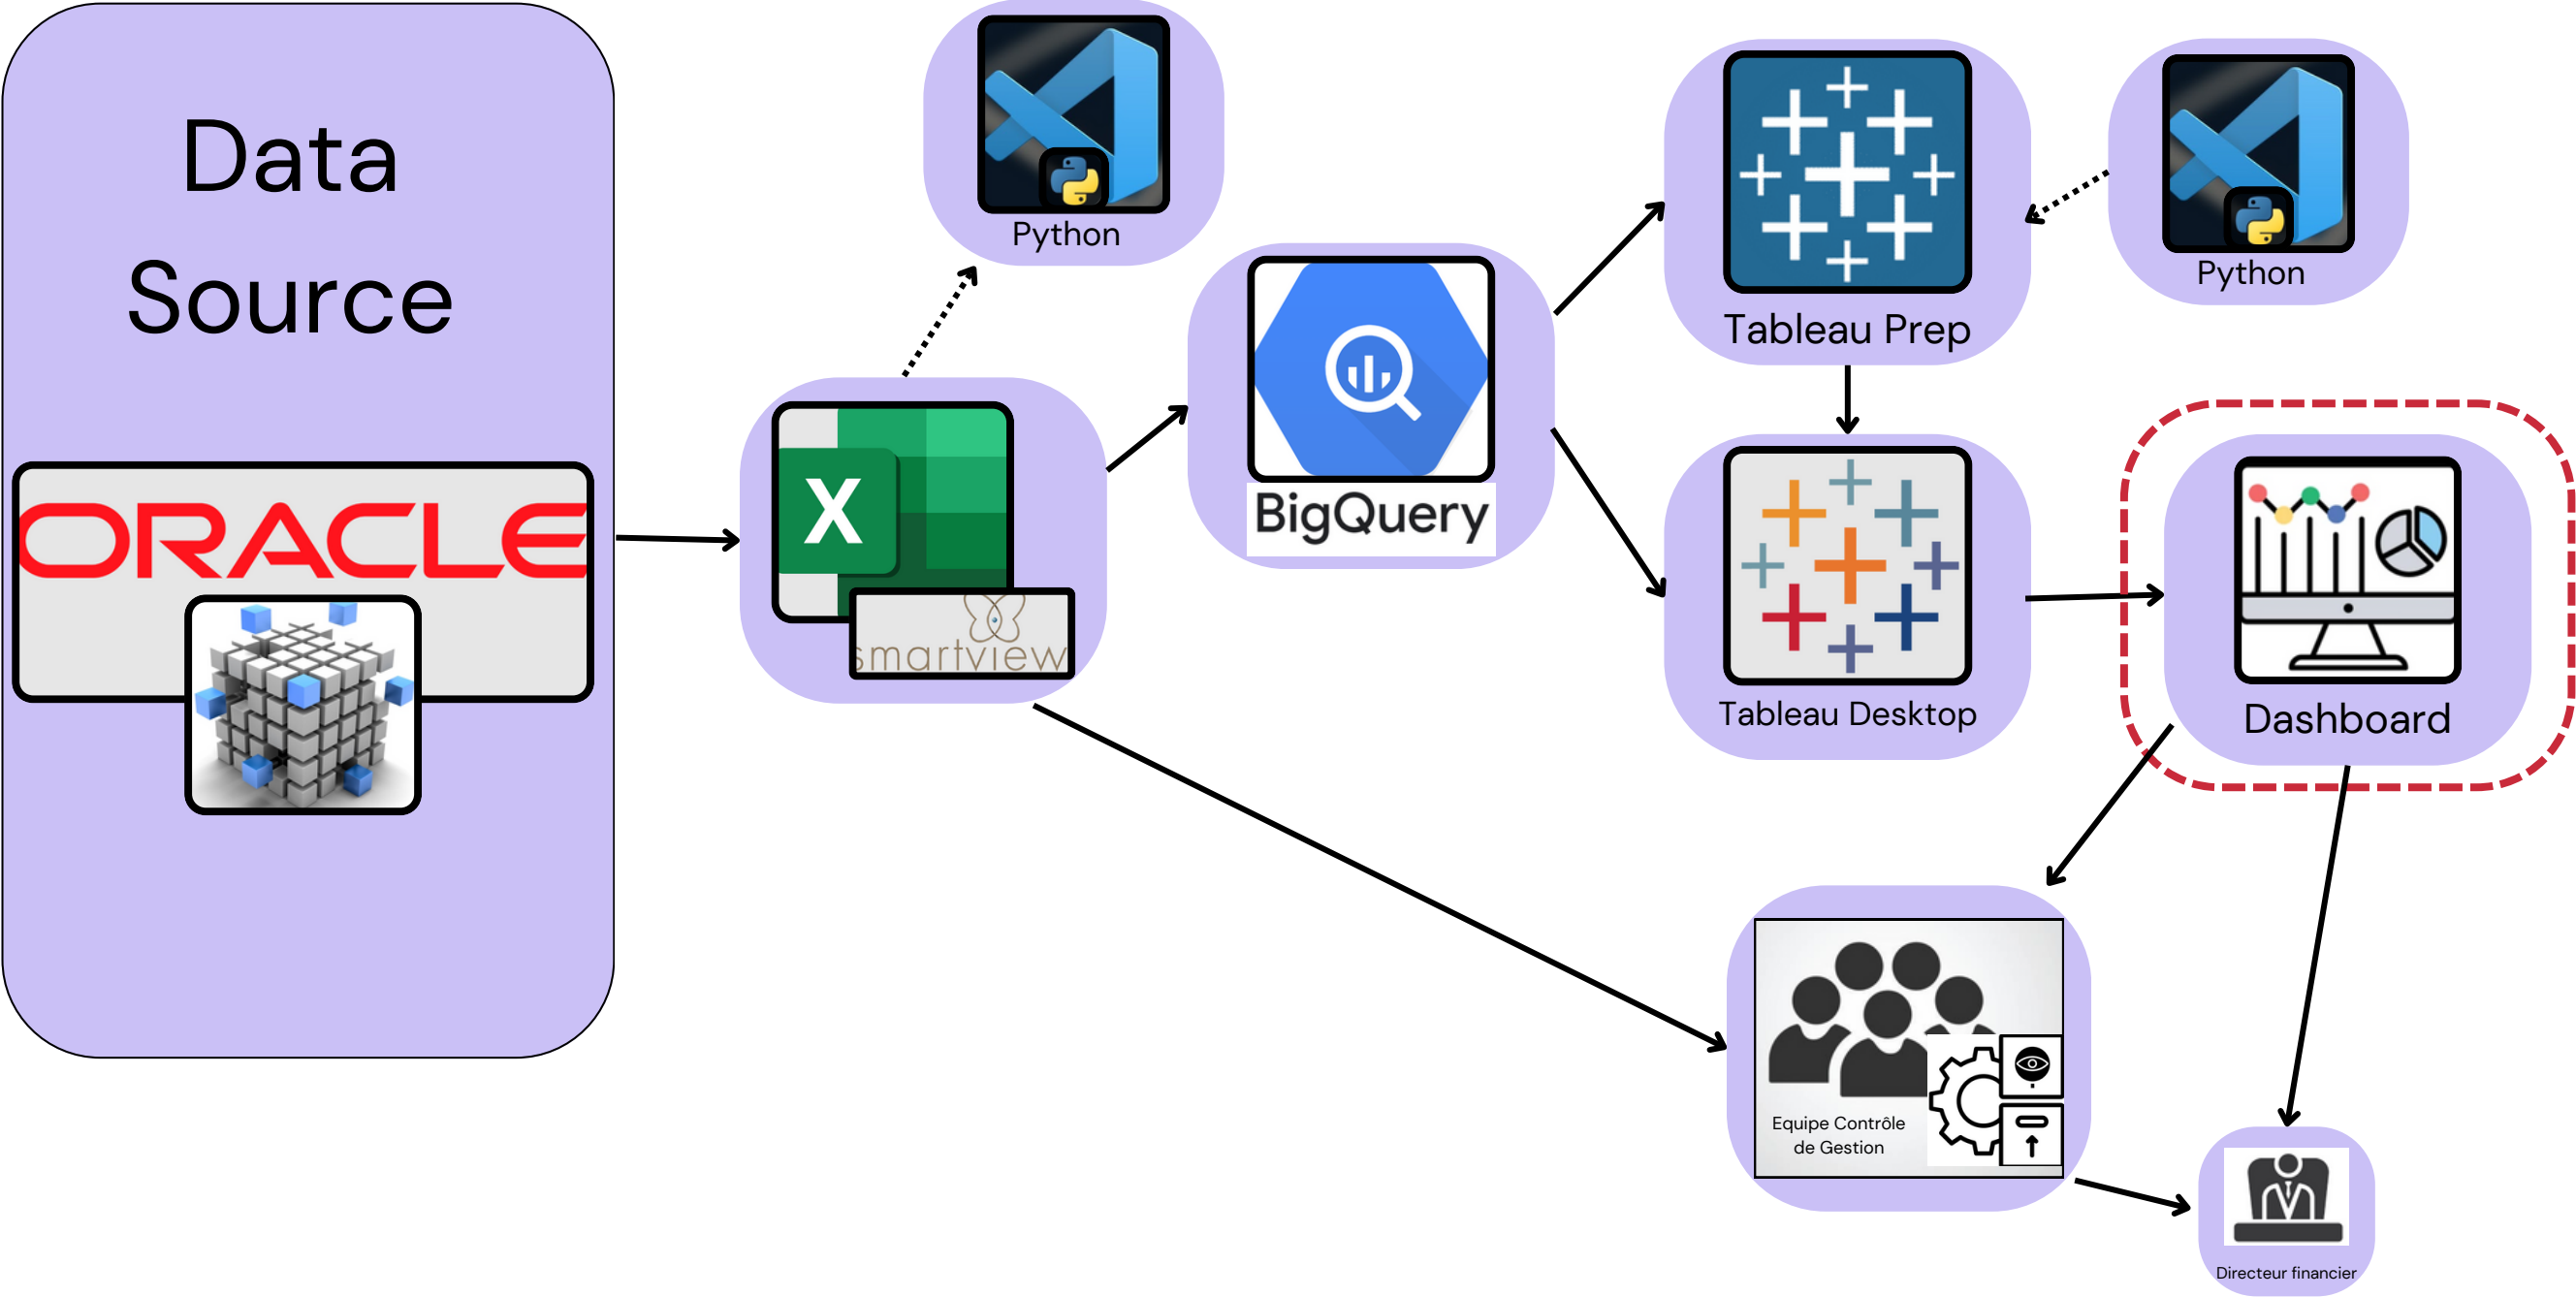 Data
Source
ORACLE
Python
X
smartview
BigQuery
Tableau Prep
Python
Tableau Desktop
Dashboard
Equipe Contrôle
de Gestion
Directeur financier